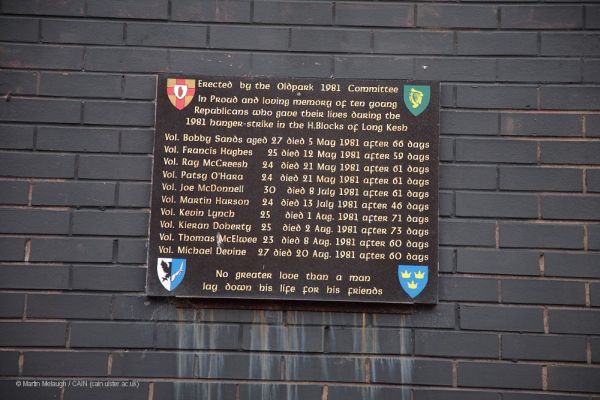 Erected by the Oldpark 1981 Committee
In Proud and loving memory of ten young
Republicans who gave their lives during the
1981 hunger-strike in the H.Blocks of Long Kesh
Vol. Bobby Sands aged 27 died 5 May 1981 after 66 days
Vol. Francis Hughes 25 died 12 May 1981 after 59 days
Vol. Ray McCreesh 24 died 21 May 1981 after 61 days
Vol. Patsy O'Hara 24 died 21 May 1981 after 61 days
Vol. Joe McDonnell 30 died 8 July 1981 after 61 days
Vol. Martin Harson 24 died 13 July 1981 after 46 days
Vol. Kevin Lynch 25 died 1 Aug. 1981 after 71 days
Vol. Kieran Doherty 25 died 2 Aug. 1981 after 73 days
Vol. Thomas McElwee 23 died 8 Aug. 1981 after 60 days
Vol. Michael Devine 27 died 20 Aug. 1981 after 60 days
No greater love than a man
lay down his life for his friends
© Martin Melaugh / CAIN (cain.ulster.ac.uk)